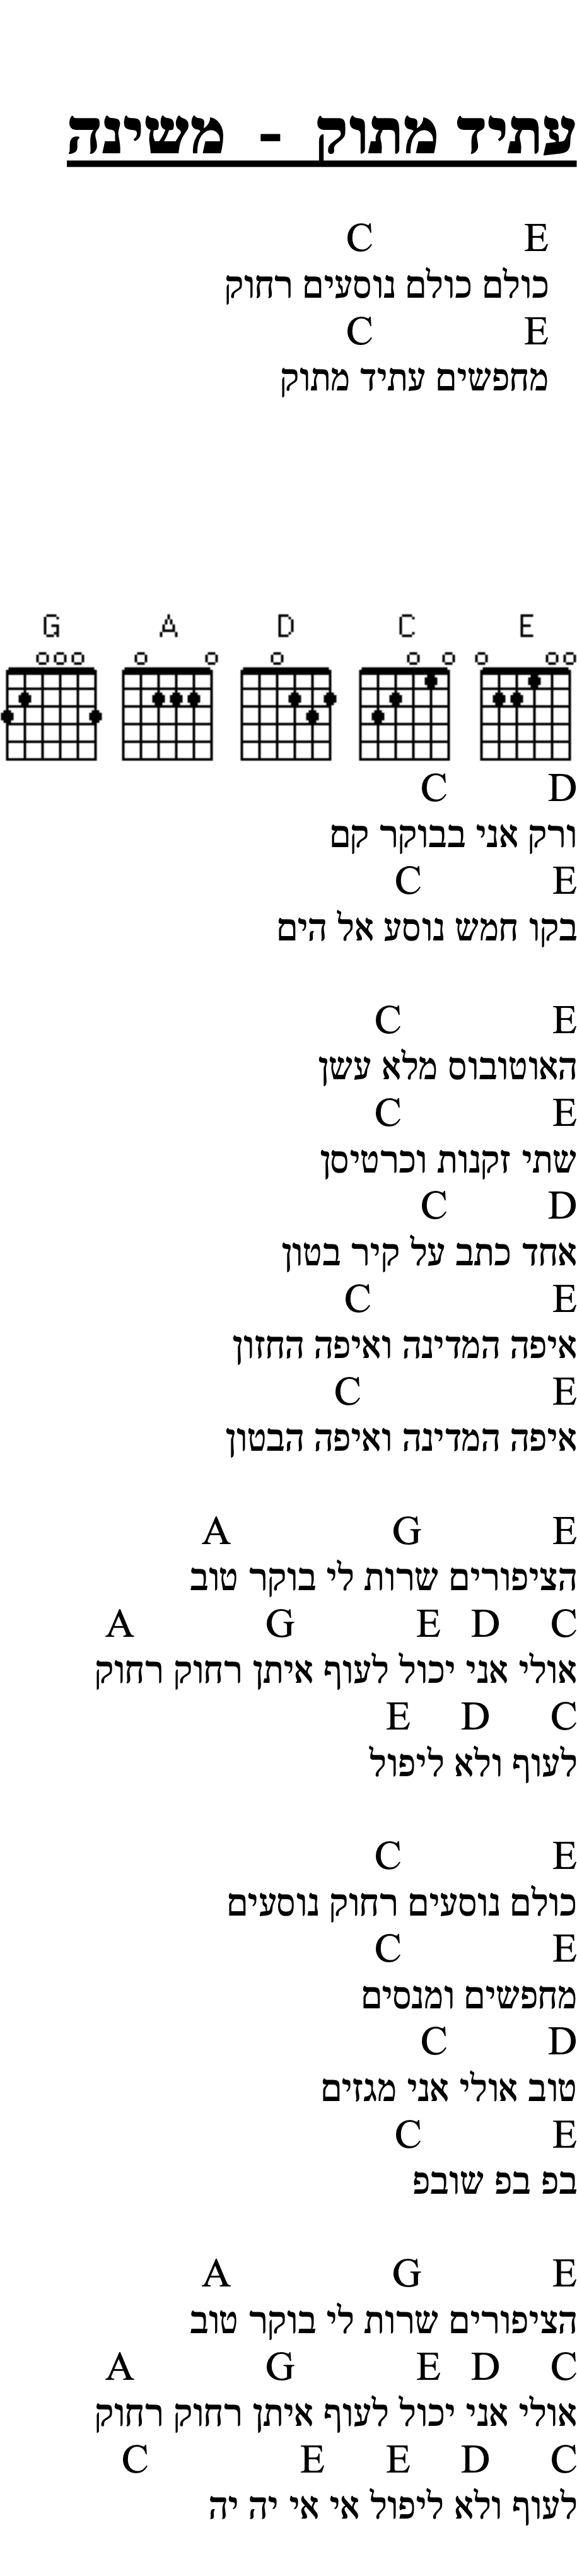 עתיד מתוק - משינה
E C
כולם כולם נוסעים רחוק
E C
מחפשים עתיד מתוק
E C D A G
D C
ורק אני בבוקר קם
E C
בקו חמש נוסע אל הים
E C
האוטובוס מלא עשן
E C
שתי זקנות וכרטיסן
D C
אחד כתב על קיר בטון
E C
איפה המדינה ואיפה החזון
E C
איפה המדינה ואיפה הבטון
E G A
הציפורים שרות לי בוקר טוב
C D E G A
אולי אני יכול לעוף איתן רחוק רחוק
C D E
לעוף ולא ליפול
E C
כולם נוסעים רחוק נוסעים
E C
מחפשים ומנסים
D C
טוב אולי אני מגזים
E C
בפ בפ שובפ
E G A
הציפורים שרות לי בוקר טוב
C D E G A
אולי אני יכול לעוף איתן רחוק רחוק
C D E E C
לעוף ולא ליפול אי אי יה יה